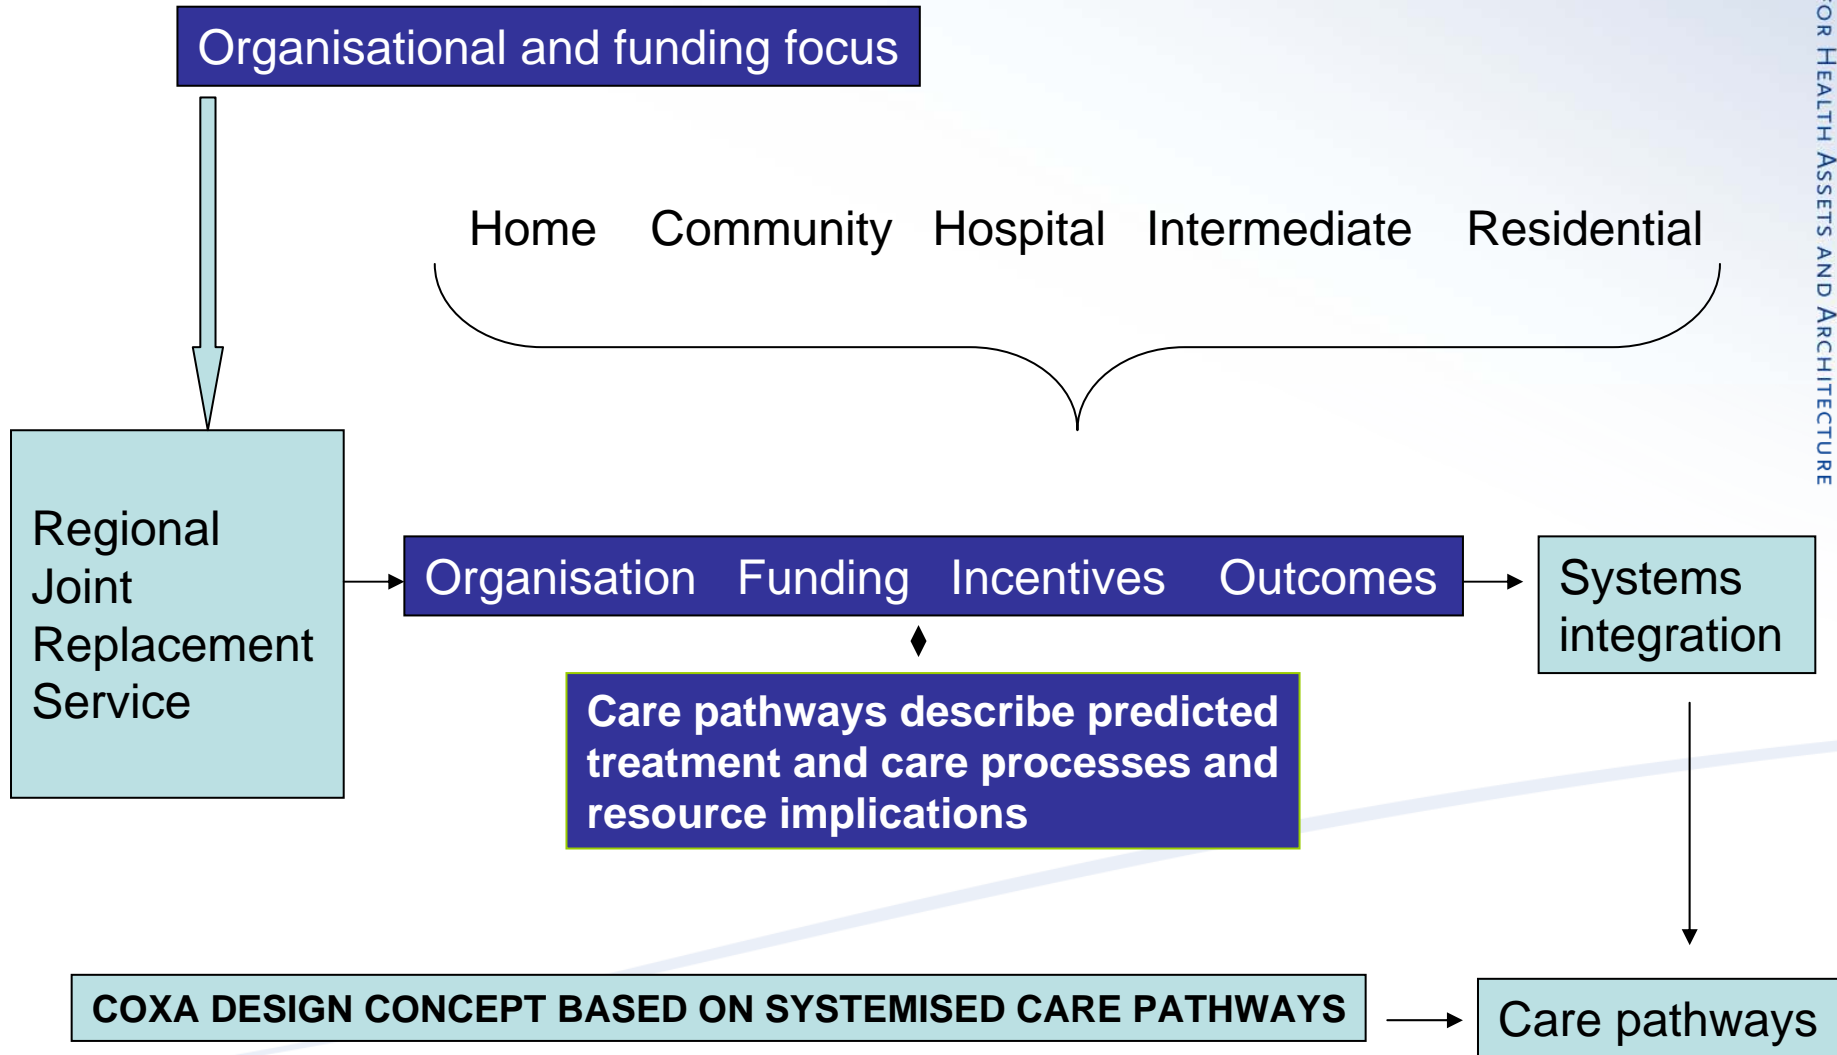 Organisational and funding focus
FOR HEALTH ASSETS AND ARCHITECTURE
Home Community Hospital Intermediate Residential
Regional
Joint
Replacement
Service
Organisation Funding Incentives Outcomes
Systems
integration
Care pathways describe predicted
treatment and care processes and
resource implications
COXA DESIGN CONCEPT BASED ON SYSTEMISED CARE PATHWAYS
Care pathways